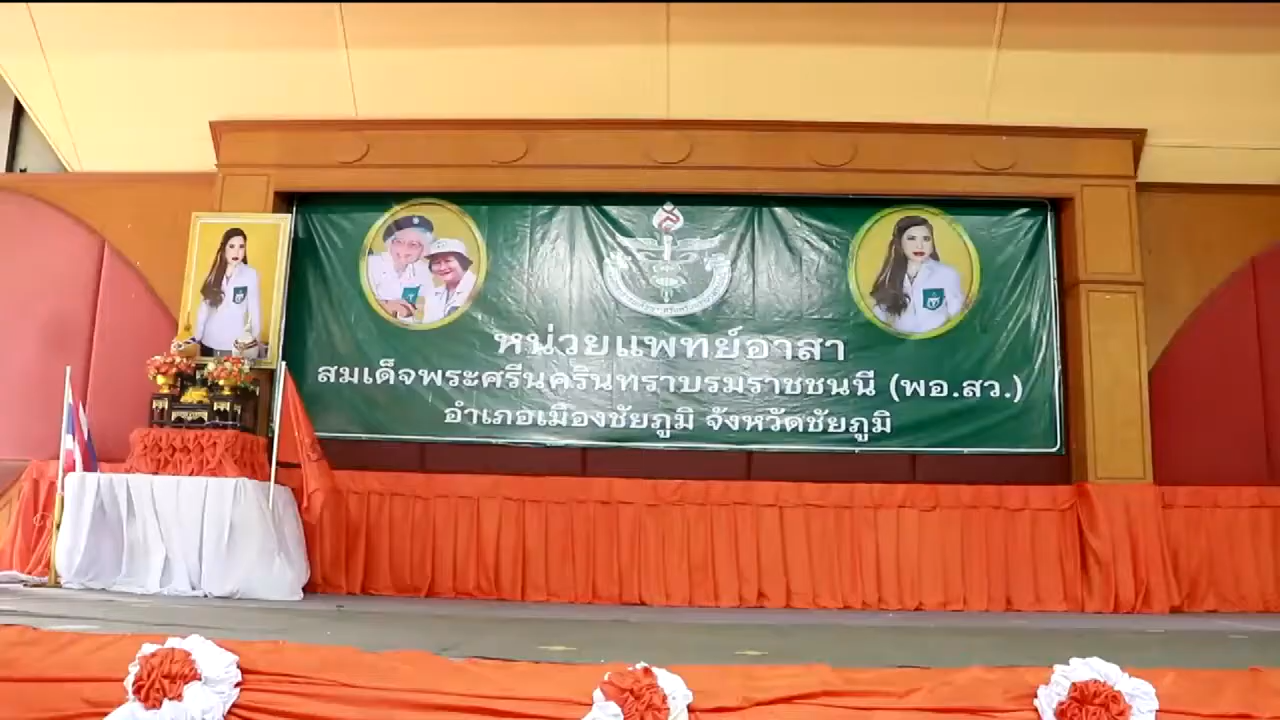 หน่วยแพทย์อาสา
สมเด็จพระศรีนครินทราบรมราชชนนี (พอ.สว.)
อำเภอเมืองชัยภูมิ จังหวัดชัยภูมิ